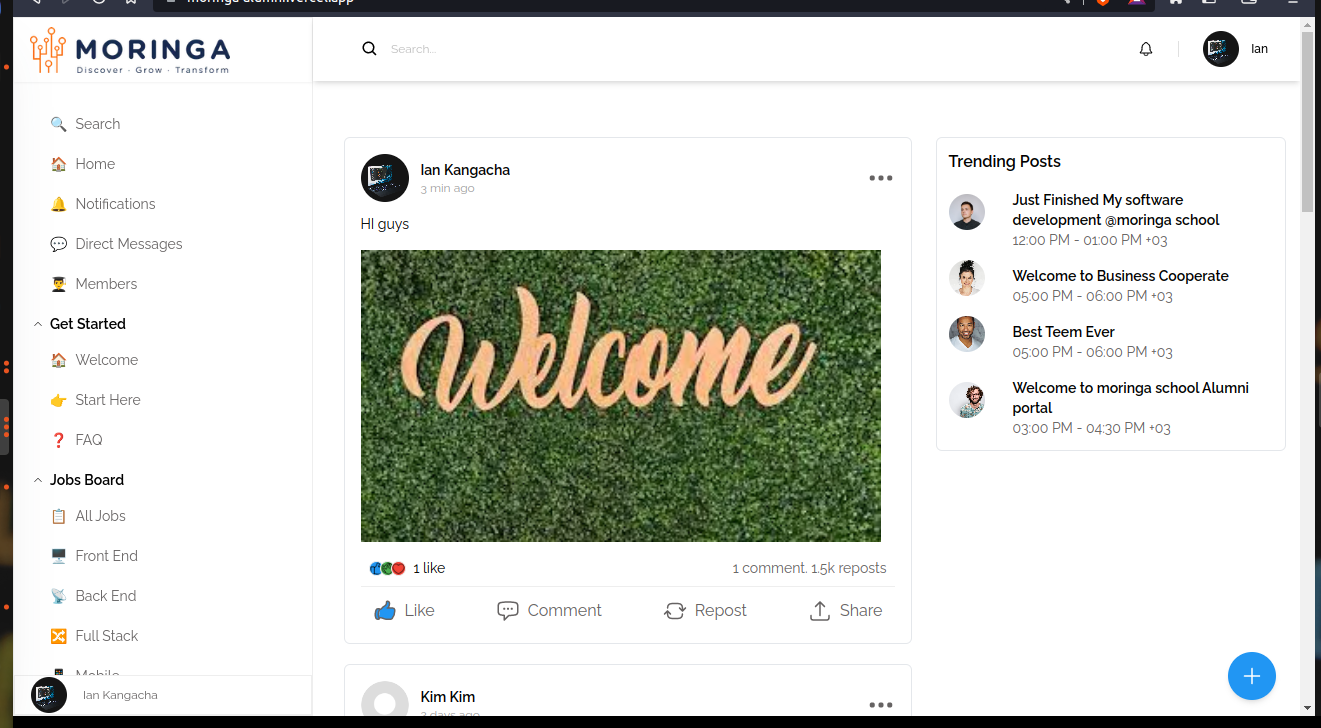 MORINGA
Discover · Grow · Transform
Search...
Ian
🔍 Search
🏠 Home
🔔 Notifications
💬 Direct Messages
👨‍🎓 Members
Get Started
🏠 Welcome
👉 Start Here
❓ FAQ
Jobs Board
📋 All Jobs
🖥️ Front End
📡 Back End
🔀 Full Stack
Mobile
Ian Kangacha
Ian Kangacha
3 min ago
HI guys
Welcome
1 like
1 comment. 1.5k reposts
Like
Comment
Repost
Share
Kim Kim
2 days ago
Trending Posts
Just Finished My software
development @moringa school
12:00 PM - 01:00 PM +03
Welcome to Business Cooperate
05:00 PM - 06:00 PM +03
Best Teem Ever
05:00 PM - 06:00 PM +03
Welcome to moringa school Alumni
portal
03:00 PM - 04:30 PM +03